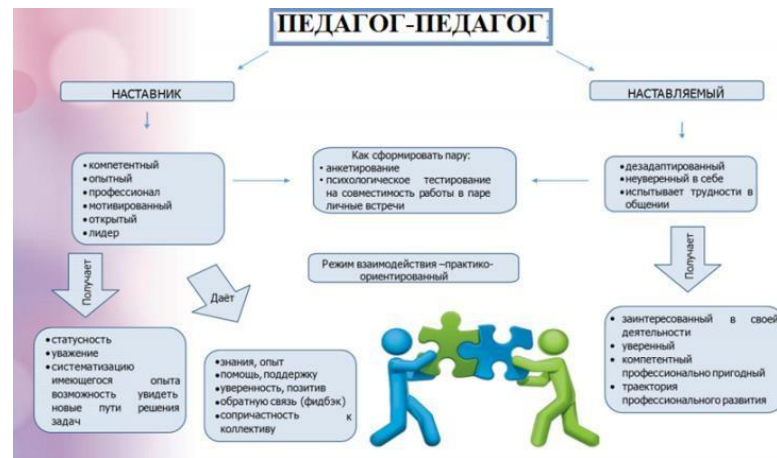 ПЕДАГОГ-ПЕДАГОГ
НАСТАВНИК
НАСТАВЛЯЕМЫЙ
•компетентный
•опытный
•профессионал
•мотивированный
•открытый
•лидер
Как сформировать пару:
• анкетирование
• психологическое тестирование
на совместимость работы в паре
личные встречи
•дезадаптированный
•неуверенный в себе
•испытывает трудности в
общении
Режим взаимодействия –практико-
ориентированный
Получает
Даёт
Получает
•статусность
•уважение
•систематизацию
имеющегося опыта
возможность увидеть
новые пути решения
задач
•знания, опыт
•помощь, поддержку
•уверенность, позитив
•обратную связь (фидбэк)
•сопричастность к
коллективу
• заинтересованный в своей
деятельности
• уверенный
• компетентный
профессионально пригодный
• траектория
профессионального развития